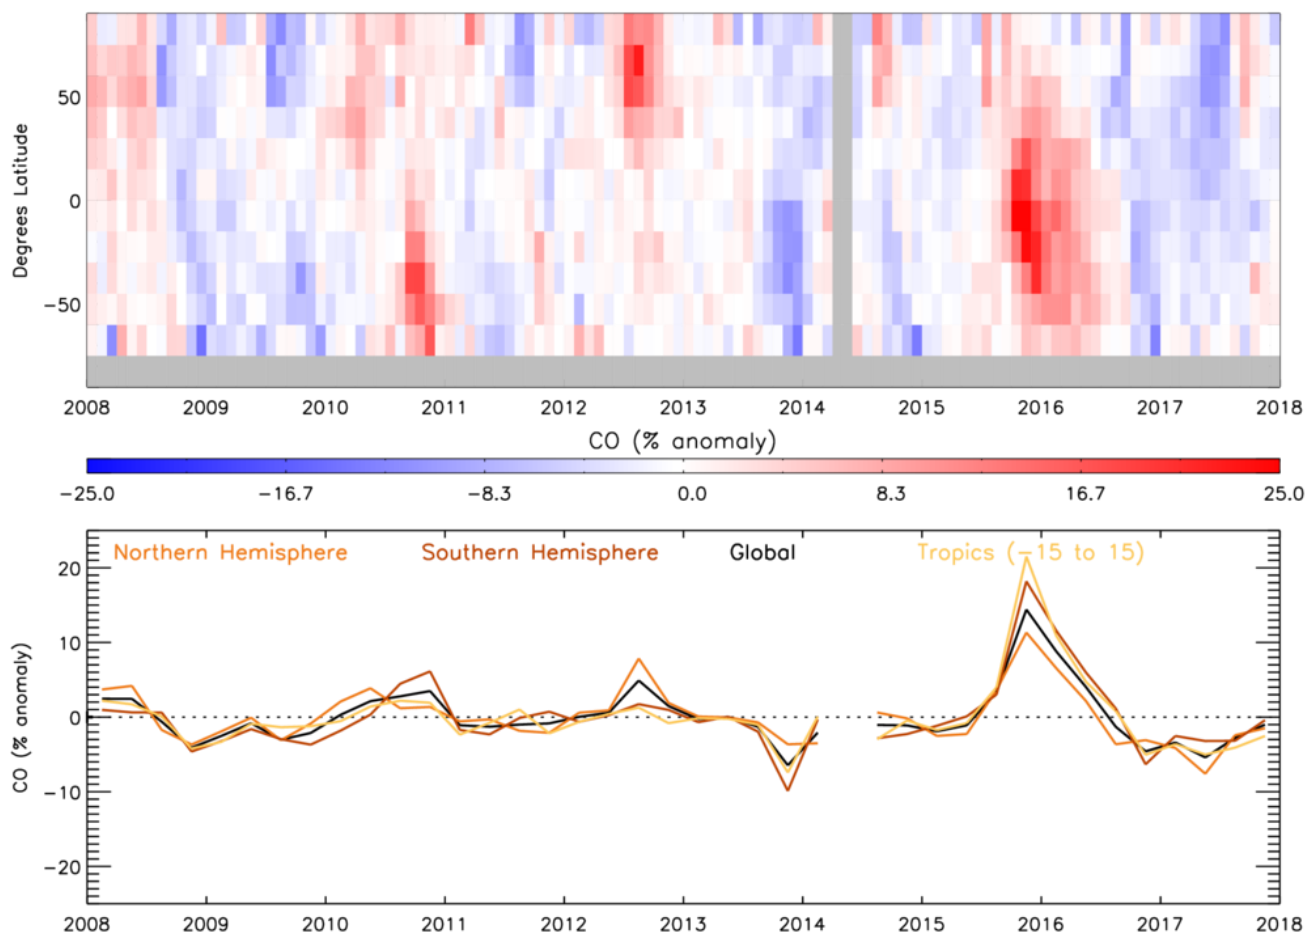 Degrees Latitude
50
0
−50
2008 2009 2010 2011 2012 2013 2014 2015 2016 2017 2018
CO (% anomaly)
−25.0 −16.7 −8.3 0.0 8.3 16.7 25.0
Northern Hemisphere Southern Hemisphere Global Tropics (−15 to 15)
CO (% anomaly)
20
10
0
−10
−20
2008 2009 2010 2011 2012 2013 2014 2015 2016 2017 2018